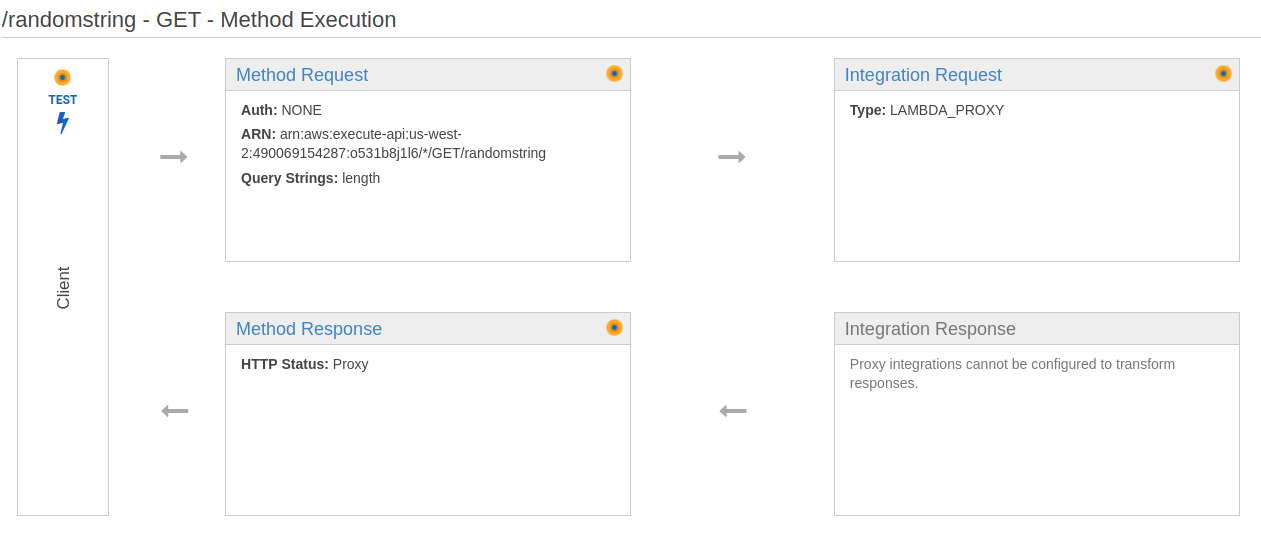 /randomstring - GET - Method Execution
TEST
Client
Method Request
Auth: NONE
ARN: arn:aws:execute-api:us-west-
2:490069154287:o531b8j1l6/*/GET/randomstring
Query Strings: length
Integration Request
Type: LAMBDA_PROXY
Method Response
HTTP Status: Proxy
Integration Response
Proxy integrations cannot be configured to transform
responses.